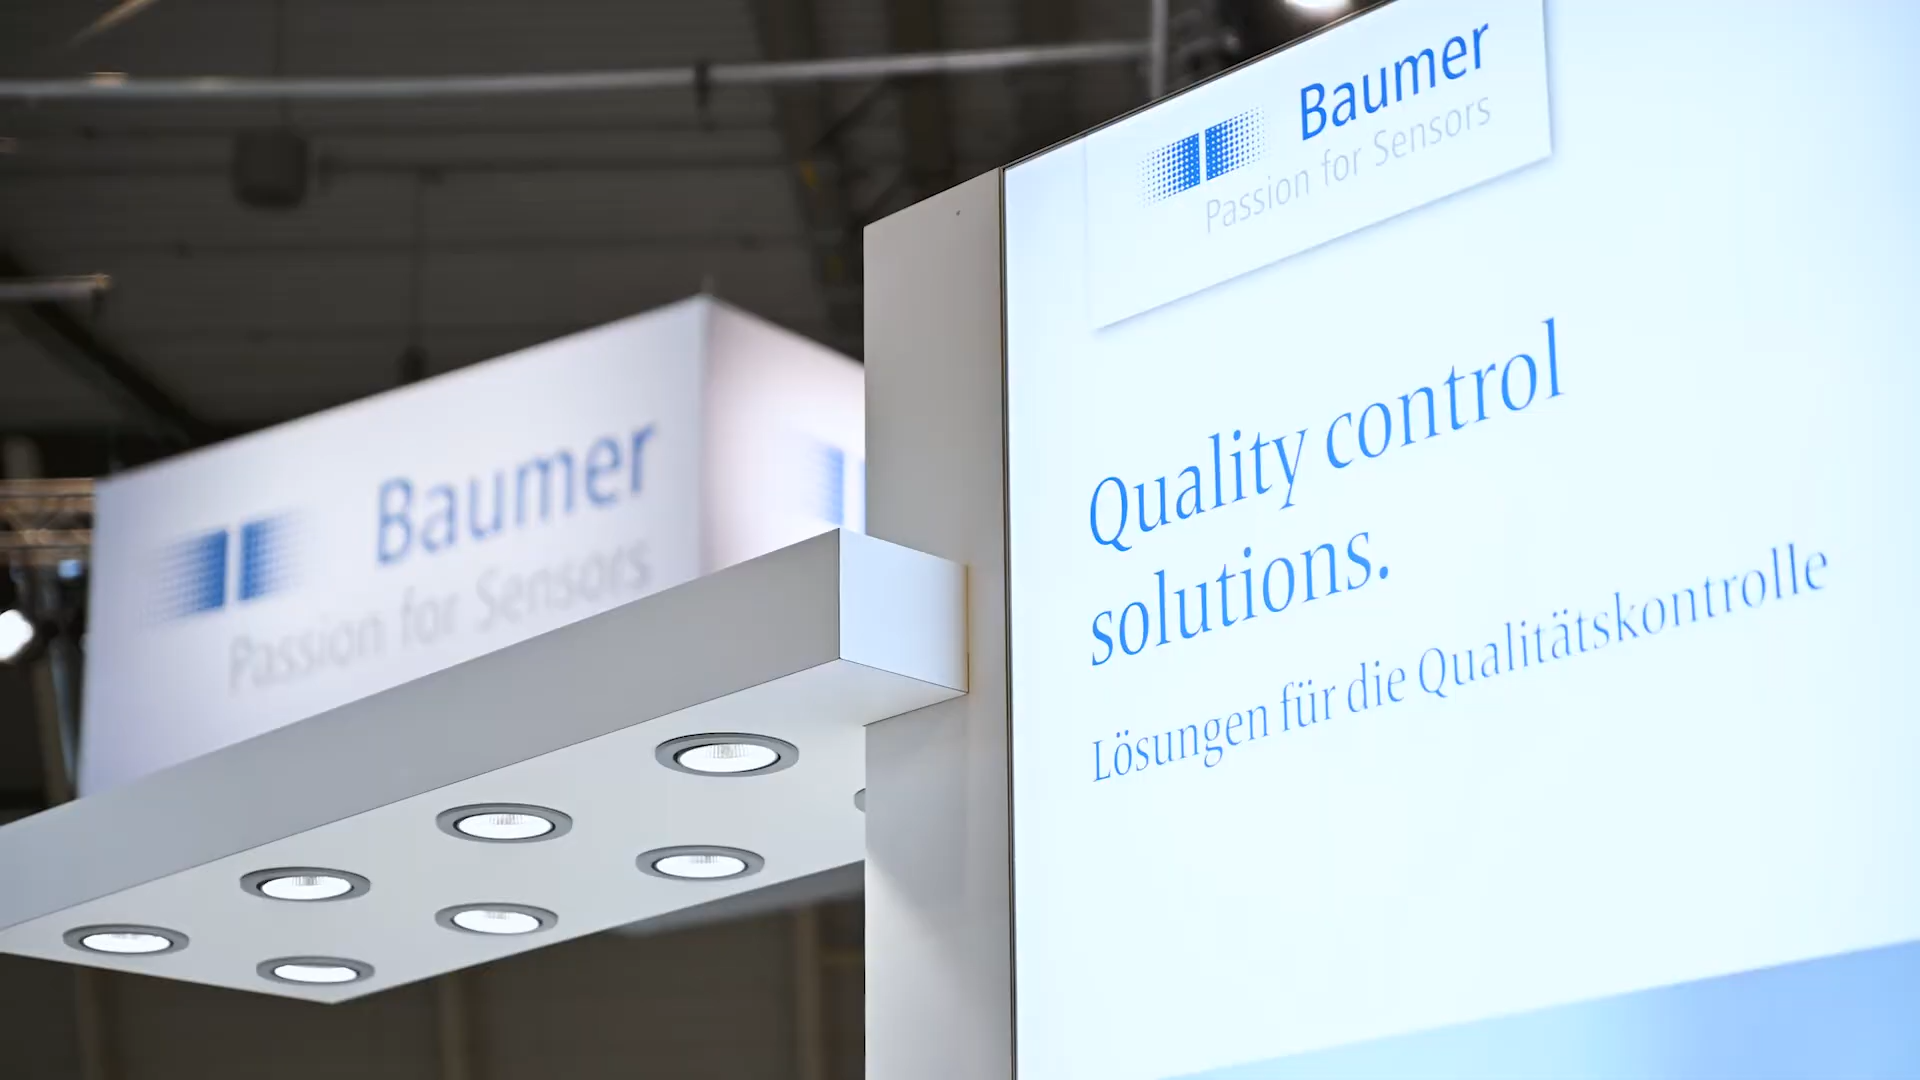 Baumer
Passion for Sensors
Baumer
Passion for Sensors
Quality control
solutions.
Lösungen für die Qualitätskontrolle